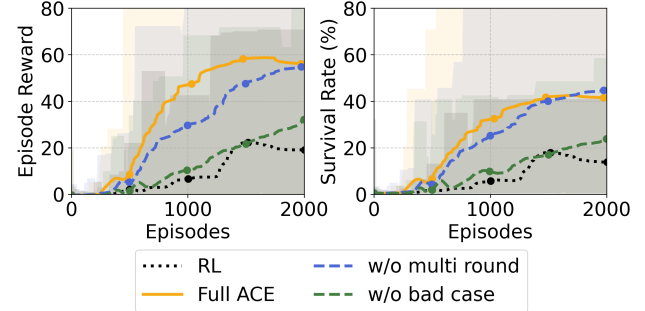 80
60
40
20
0
Episode Reward
0
1000
2000
Episodes
80
60
40
20
0
Survival Rate (%)
0
1000
2000
Episodes
RL
Full ACE
w/o multi round
w/o bad case